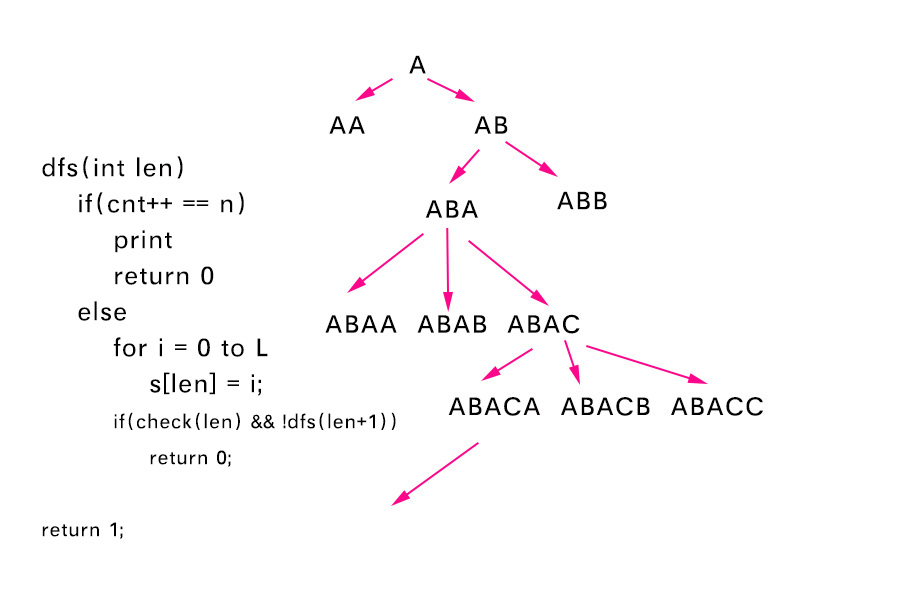 A
AA AB
dfs(int len)
if(cnt++ == n)
print
return 0
else
for i = 0 to L
s[len] = i;
if(check(len) && !dfs(len+1))
return 0;
return 1;
ABA ABB
ABAA ABAB ABAC
ABACA ABACB ABACC